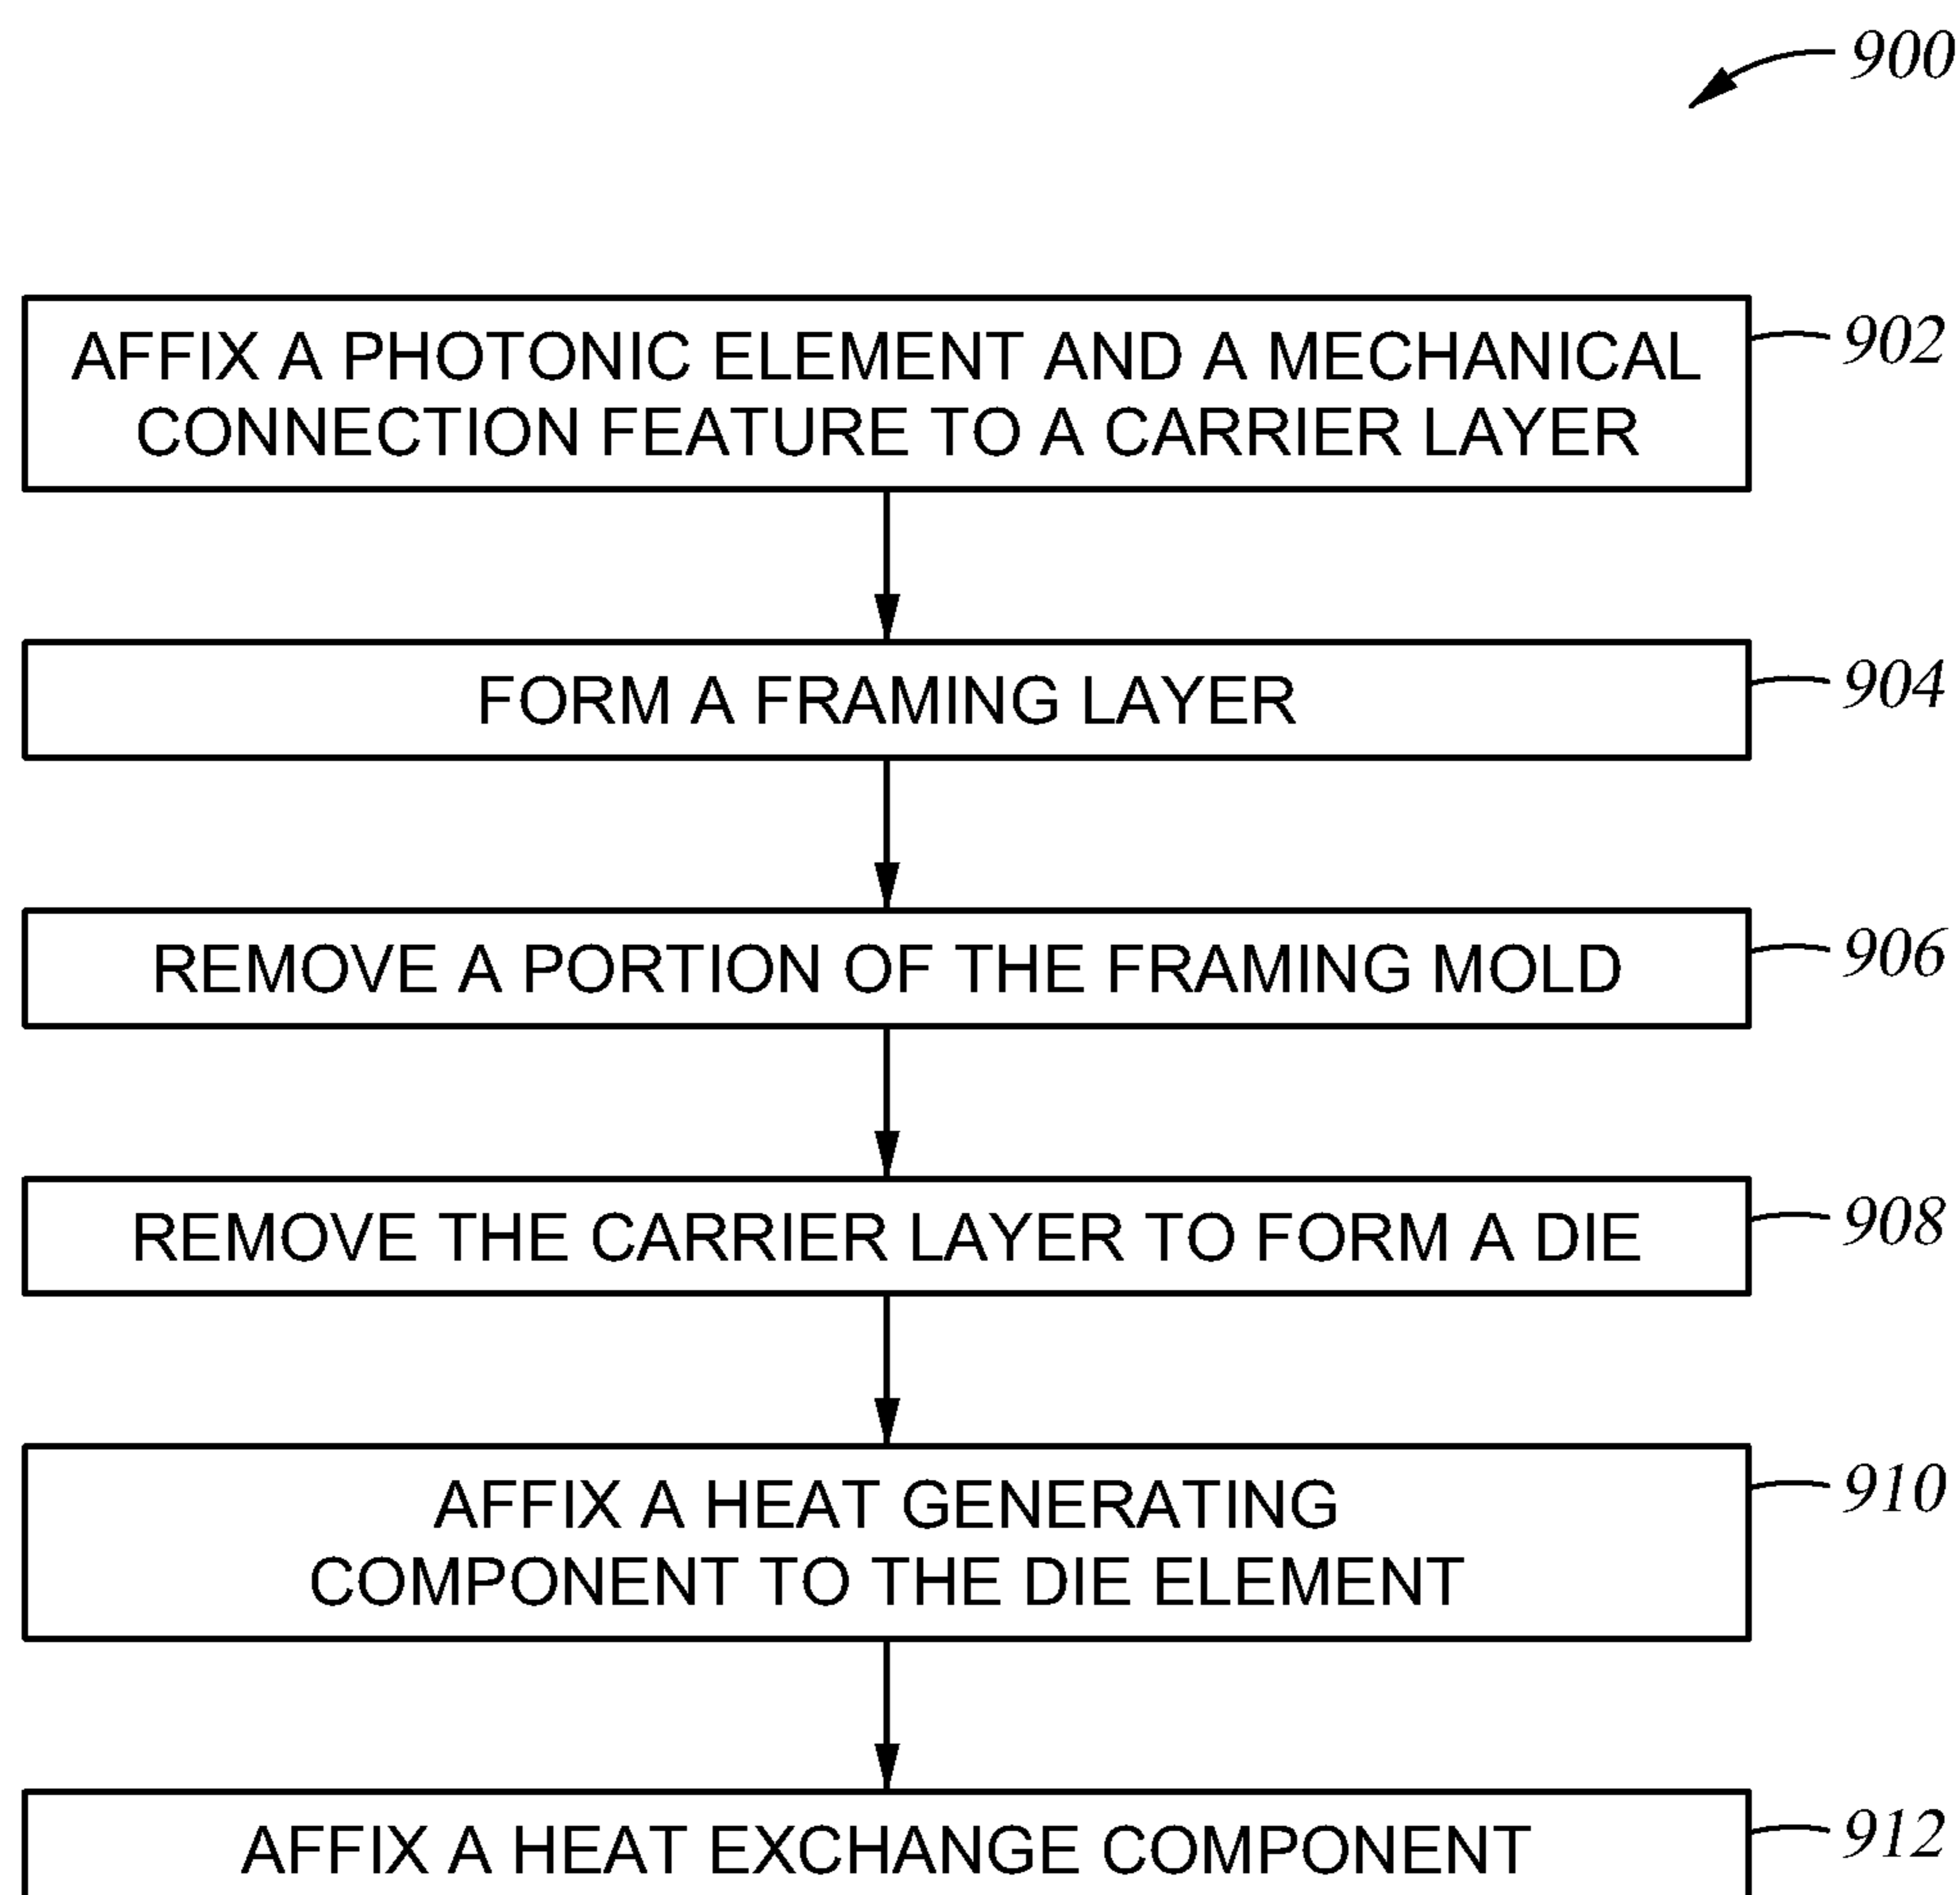 900
AFFIX A PHOTONIC ELEMENT AND A MECHANICAL
CONNECTION FEATURE TO A CARRIER LAYER
902
FORM A FRAMING LAYER
904
REMOVE A PORTION OF THE FRAMING MOLD
906
REMOVE THE CARRIER LAYER TO FORM A DIE
908
AFFIX A HEAT GENERATING
COMPONENT TO THE DIE ELEMENT
910
AFFIX A HEAT EXCHANGE COMPONENT
912